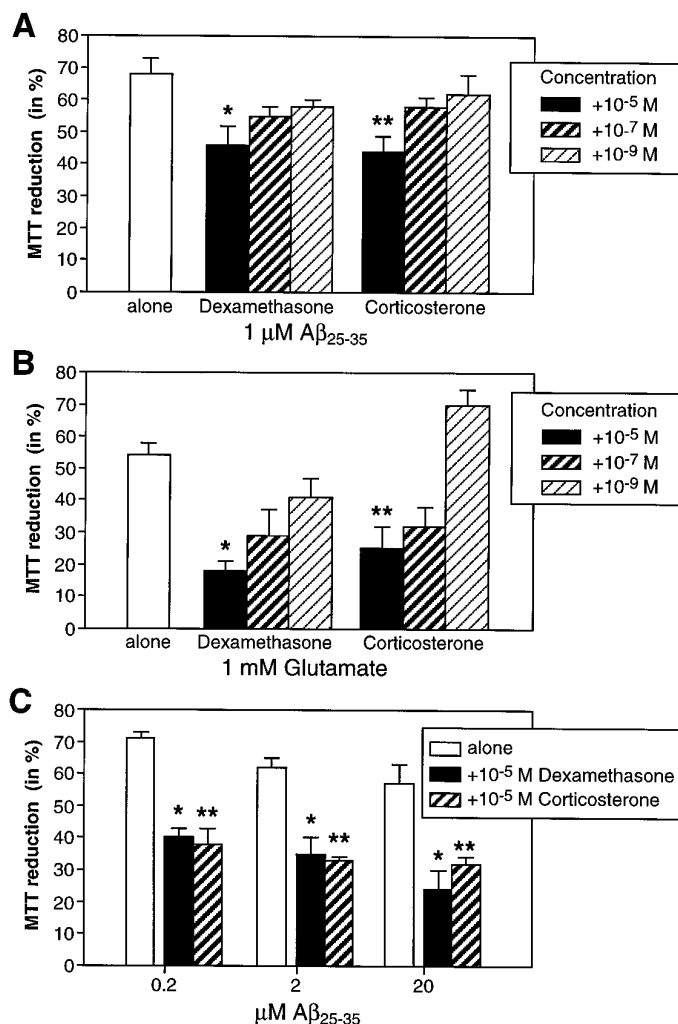 A
MTT reduction (in %)
80
70
60
50
40
30
20
10
0
*
**
Concentration
+10-5 M
+10-7 M
+10-9 M
alone Dexamethasone Corticosterone
1 μM Aβ25-35
B
MTT reduction (in %)
80
70
60
50
40
30
20
10
0
*
**
Concentration
+10-5 M
+10-7 M
+10-9 M
alone Dexamethasone Corticosterone
1 mM Glutamate
C
MTT reduction (in %)
80
70
60
50
40
30
20
10
0
* **
* **
* **
alone
+10-5 M Dexamethasone
+10-5 M Corticosterone
0.2 2 20
μM Aβ25-35